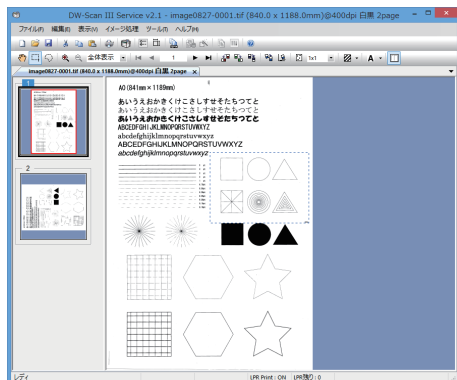 DW-Scan III Service v2.1 - image0827-0001.tif (840.0 x 1188.0mm)@400dpi 白黒 2page
ファイル(F) 編集(E) 表示(V) イメージ処理 ツール(T) ヘルプ(H)
全体表示 1 1x1 A
image0827-0001.tif (840.0 x 1188.0mm)@400dpi 白黒 2page x
1
2
A0 (841mm×1189mm)
あいうえおかきくけこさしすせそたちつてと
あいうえおかきくけこさしすせそたちつてと
あいうえおかきくけこさしすせそたちつてと
ABCDEFGHIJKLMNOPQRSTUVWXYZ
abcdefghijklmnopqrstuvwxyz
ABCDEFGHIJKLMNOPQRSTUVWXYZ
abcdefghijklmnopqrstuvwxyz
レディ LPR Print : ON LPR残り : 0